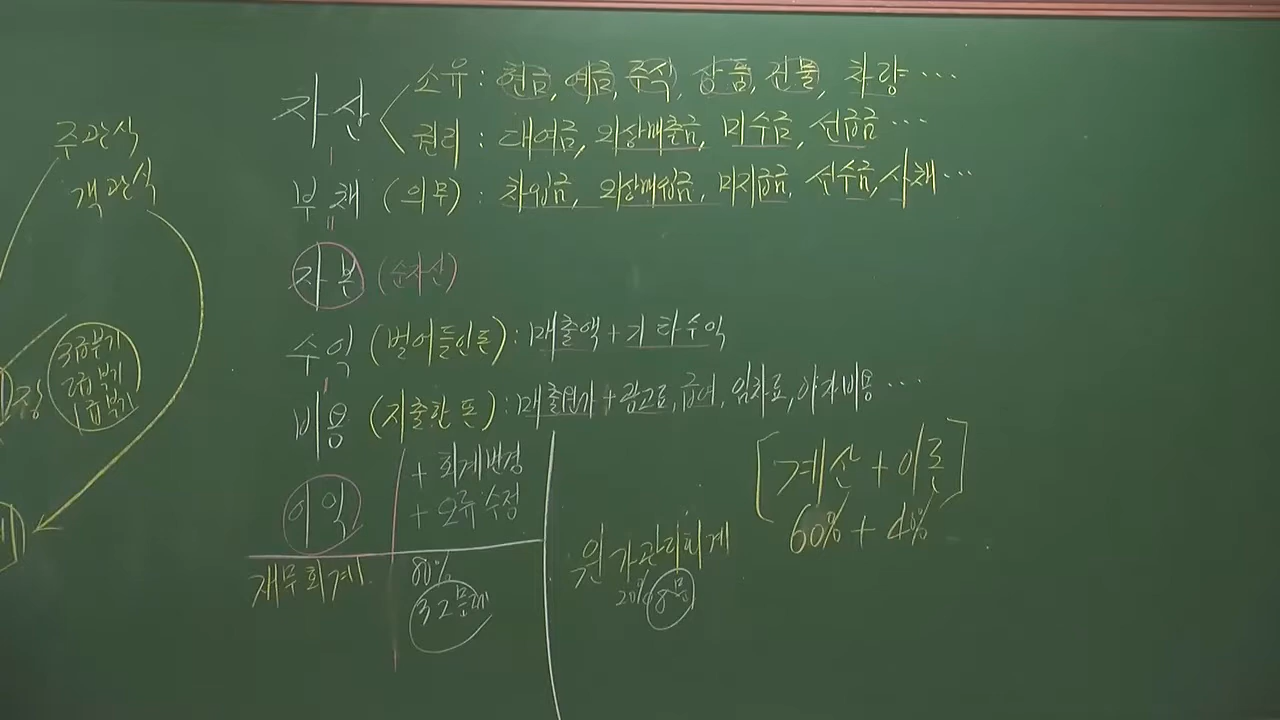 주관식
객관식
장
3급부기
2급부기
1급부기
자산
소유 : 현금, 예금, 주식, 상품, 건물, 차량 ···
권리 : 대여금, 외상매출금, 미수금, 선급금 ···
부채 (의무) : 차입금, 외상매입금, 미지급금, 선수금, 사채 ···
자본 (순자산)
수익 (벌어들인돈) : 매출액 + 기타수익
비용 (지출한 돈) : 매출원가 + 광고료, 급여, 임차료, 이자비용 ···
이익
+ 회계변경
+ 오류수정
재무회계
80%
32문제
원가관리회계
20%
8문
[계산 + 이론]
60% + 40%